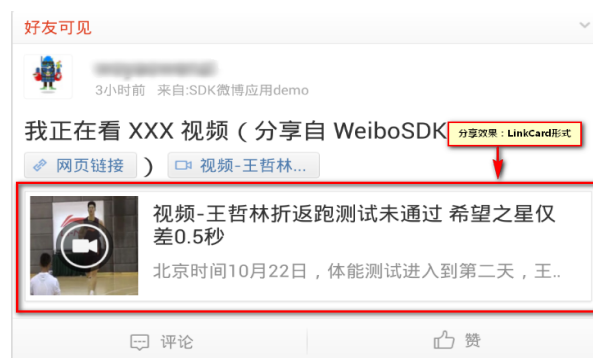 好友可见
3小时前 来自:SDK微博应用demo
我正在看 XXX 视频 ( 分享自 WeiboSDK
分享效果：LinkCard形式
网页链接 ) 视频-王哲林...
视频-王哲林折返跑测试未通过 希望之星仅
差0.5秒
北京时间10月22日，体能测试进入到第二天，王..
评论 赞